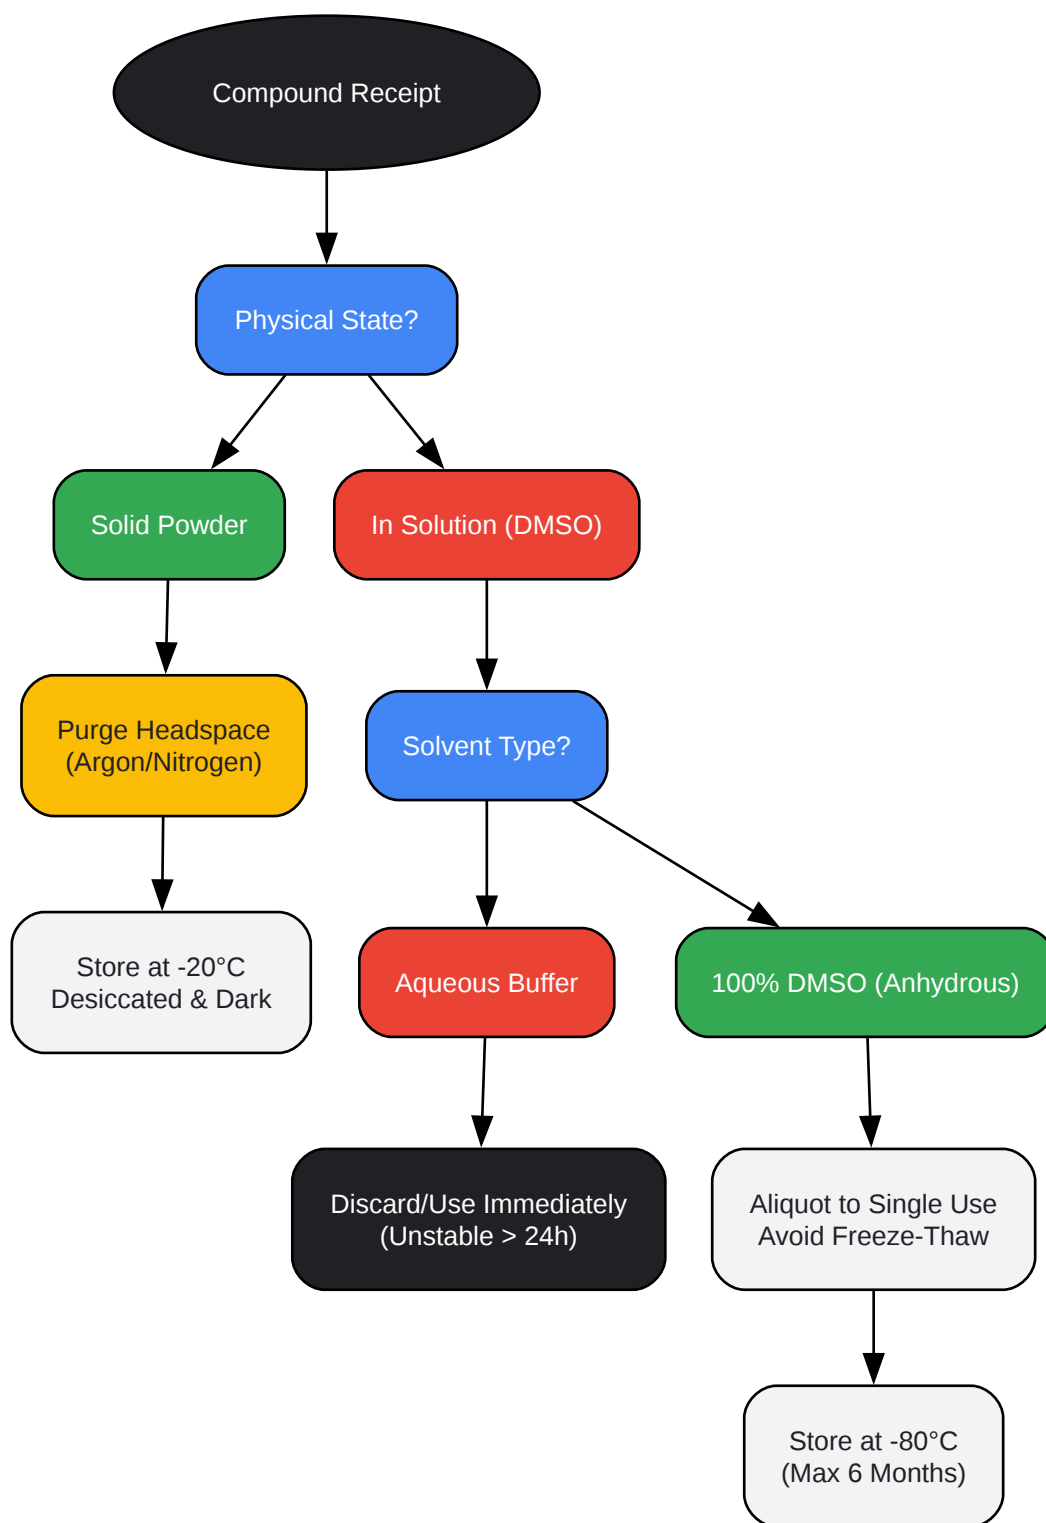 Compound Receipt
Physical State?
Solid Powder
In Solution (DMSO)
Purge Headspace
(Argon/Nitrogen)
Solvent Type?
Store at -20°C
Desiccated & Dark
Aqueous Buffer
100% DMSO (Anhydrous)
Discard/Use Immediately
(Unstable > 24h)
Aliquot to Single Use
Avoid Freeze-Thaw
Store at -80°C
(Max 6 Months)